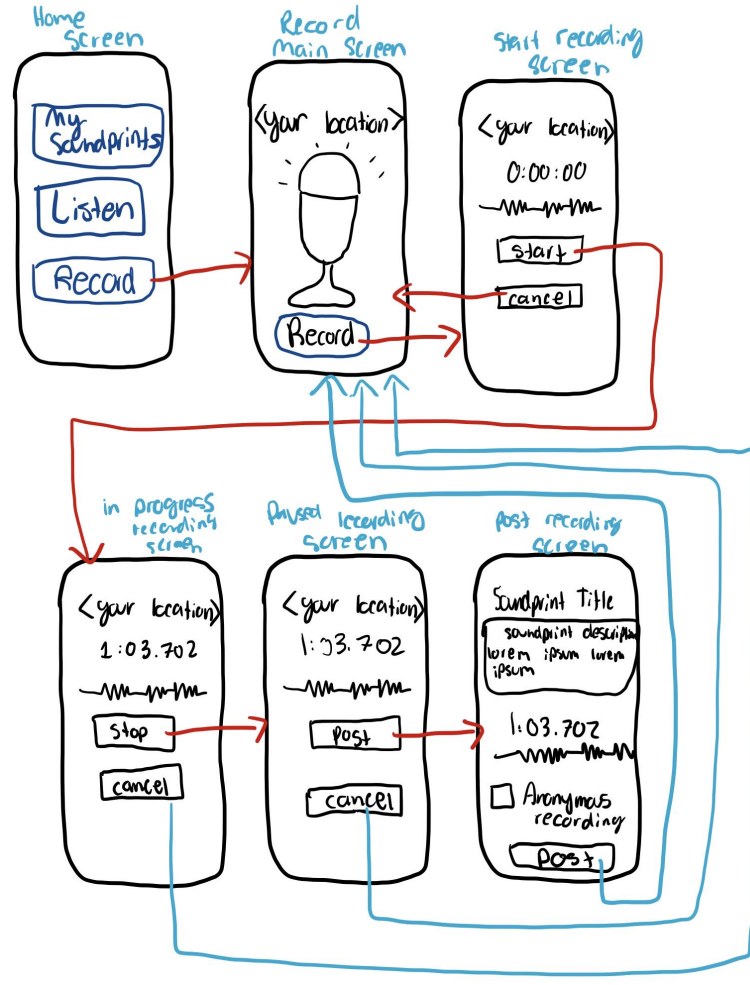 Home
Screen
My
Soundprints
Listen
Record
Record
main screen
<your location>
Record
Start recording
screen
<your location>
0:00:00
start
cancel
in progress
recording
screen
<your location>
1:03.702
stop
cancel
Paused recording
screen
<your location>
1:03.702
post
cancel
post recording
screen
Soundprint Title
soundprint description
lorem ipsum lorem
ipsum
1:03.702
Anonymous
recording
post